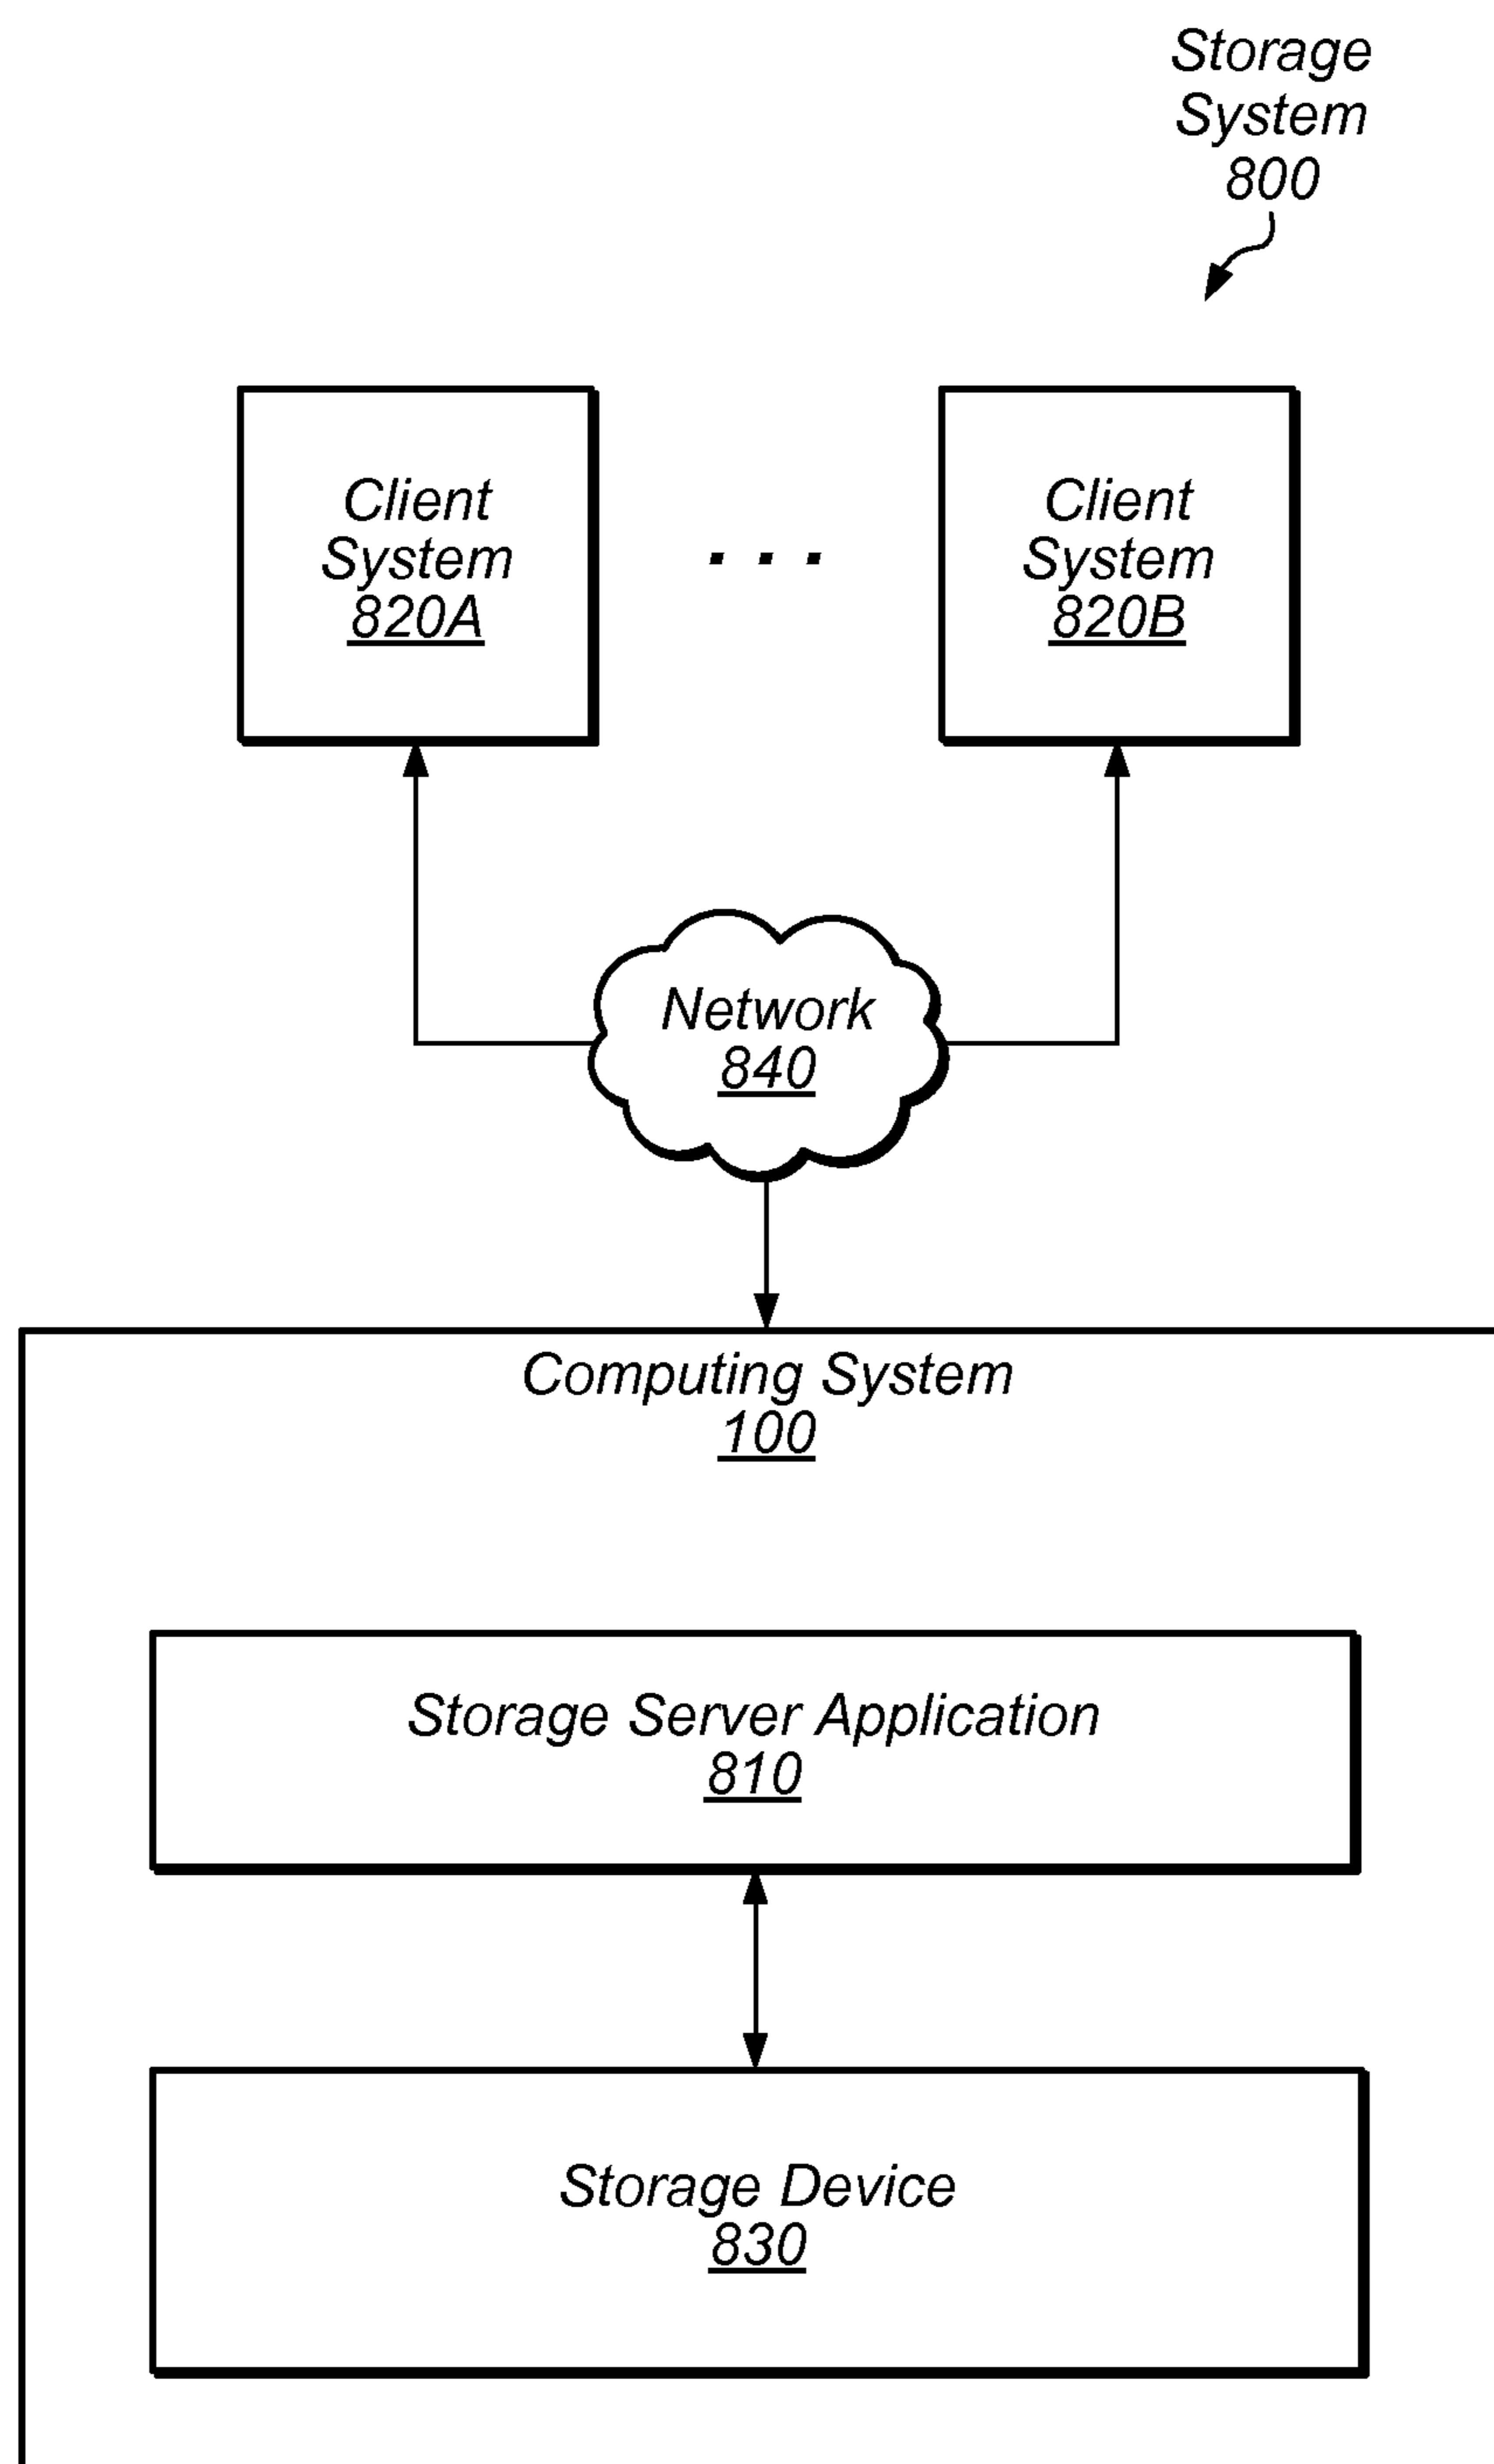 Storage
System
800
Client
System
820A
. . .
Client
System
820B
Network
840
Computing System
100
Storage Server Application
810
Storage Device
830